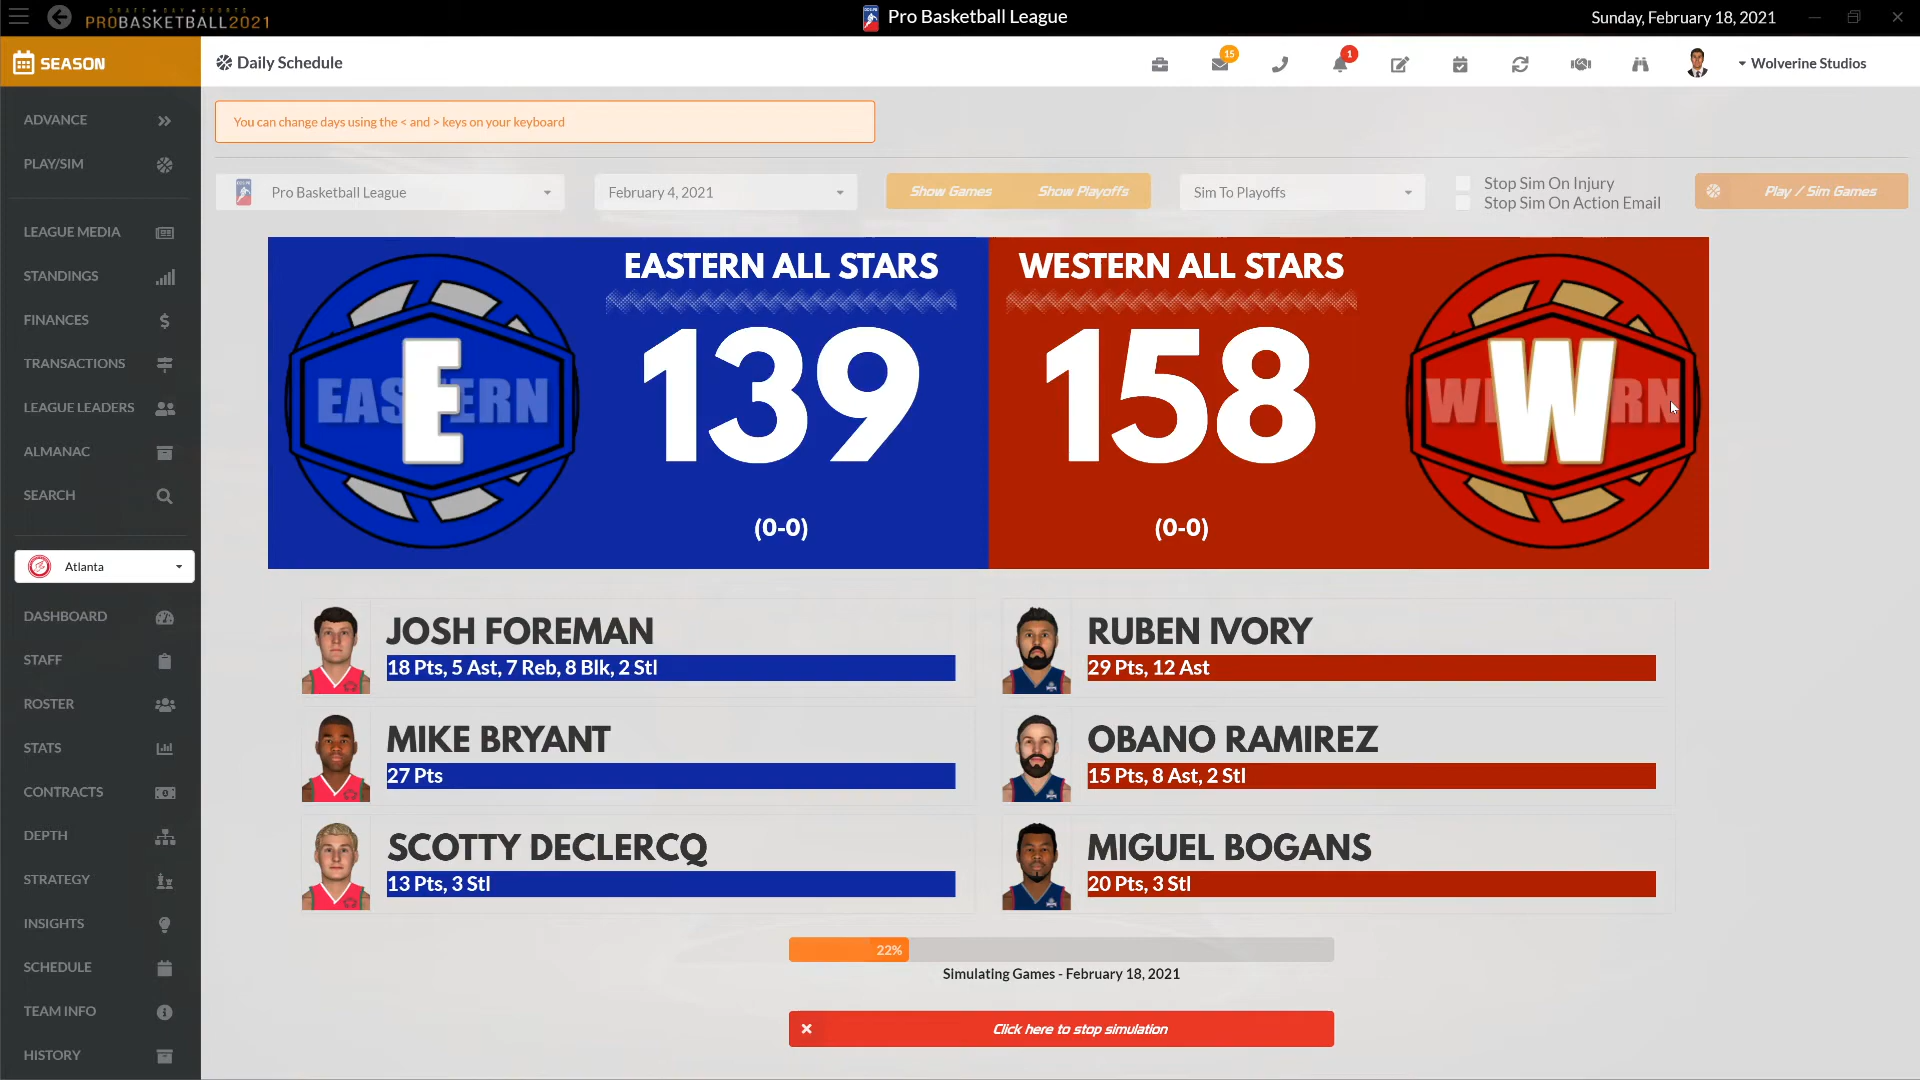 DRAFT • DAY • SPORTS
PROBASKETBALL2021
Pro Basketball League
Sunday, February 18, 2021
SEASON
Daily Schedule
15
1
Wolverine Studios
You can change days using the < and > keys on your keyboard
ADVANCE
PLAY/SIM
LEAGUE MEDIA
STANDINGS
FINANCES
TRANSACTIONS
LEAGUE LEADERS
ALMANAC
SEARCH
Atlanta
DASHBOARD
STAFF
ROSTER
STATS
CONTRACTS
DEPTH
STRATEGY
INSIGHTS
SCHEDULE
TEAM INFO
HISTORY
Pro Basketball League
February 4, 2021
Show Games
Show Playoffs
Sim To Playoffs
Stop Sim On Injury
Stop Sim On Action Email
Play / Sim Games
EASTERN ALL STARS
139
(0-0)
E
WESTERN ALL STARS
158
(0-0)
W
JOSH FOREMAN
18 Pts, 5 Ast, 7 Reb, 8 Blk, 2 Stl
RUBEN IVORY
29 Pts, 12 Ast
MIKE BRYANT
27 Pts
OBANO RAMIREZ
15 Pts, 8 Ast, 2 Stl
SCOTTY DECLERCQ
13 Pts, 3 Stl
MIGUEL BOGANS
20 Pts, 3 Stl
22%
Simulating Games - February 18, 2021
Click here to stop simulation